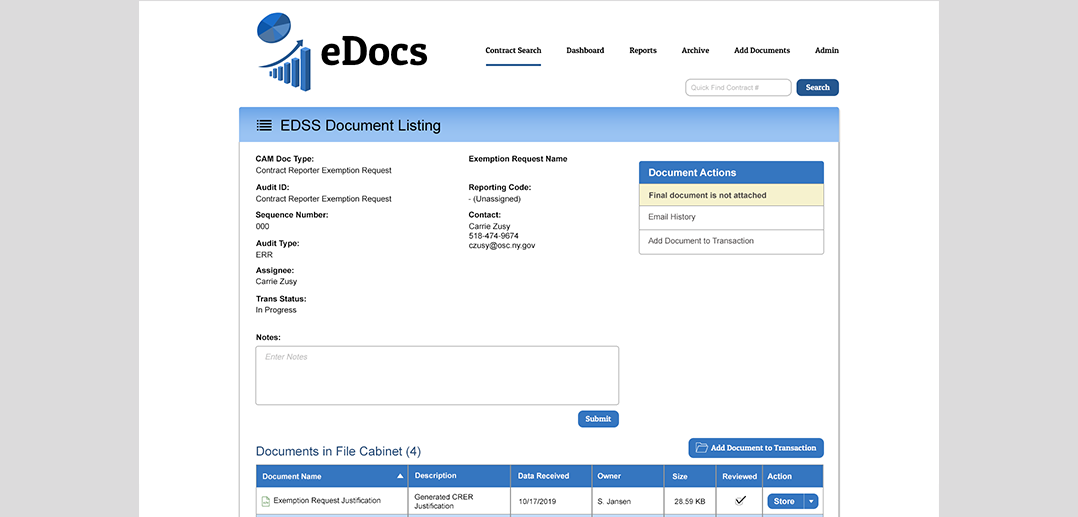 eDocs
Contract Search Dashboard Reports Archive Add Documents Admin
Quick Find Contract # Search
EDSS Document Listing
CAM Doc Type:
Contract Reporter Exemption Request
Audit ID:
Contract Reporter Exemption Request
Sequence Number:
000
Audit Type:
ERR
Assignee:
Carrie Zusy
Trans Status:
In Progress
Exemption Request Name
Reporting Code:
- (Unassigned)
Contact:
Carrie Zusy
518-474-9674
czusy@osc.ny.gov
Document Actions
Final document is not attached
Email History
Add Document to Transaction
Notes:
Enter Notes
Submit
Documents in File Cabinet (4)
Add Document to Transaction
Document Name Description Data Received Owner Size Reviewed Action
Exemption Request Justification Generated CRER 10/17/2019 S. Jansen 28.59 KB Store
Justification